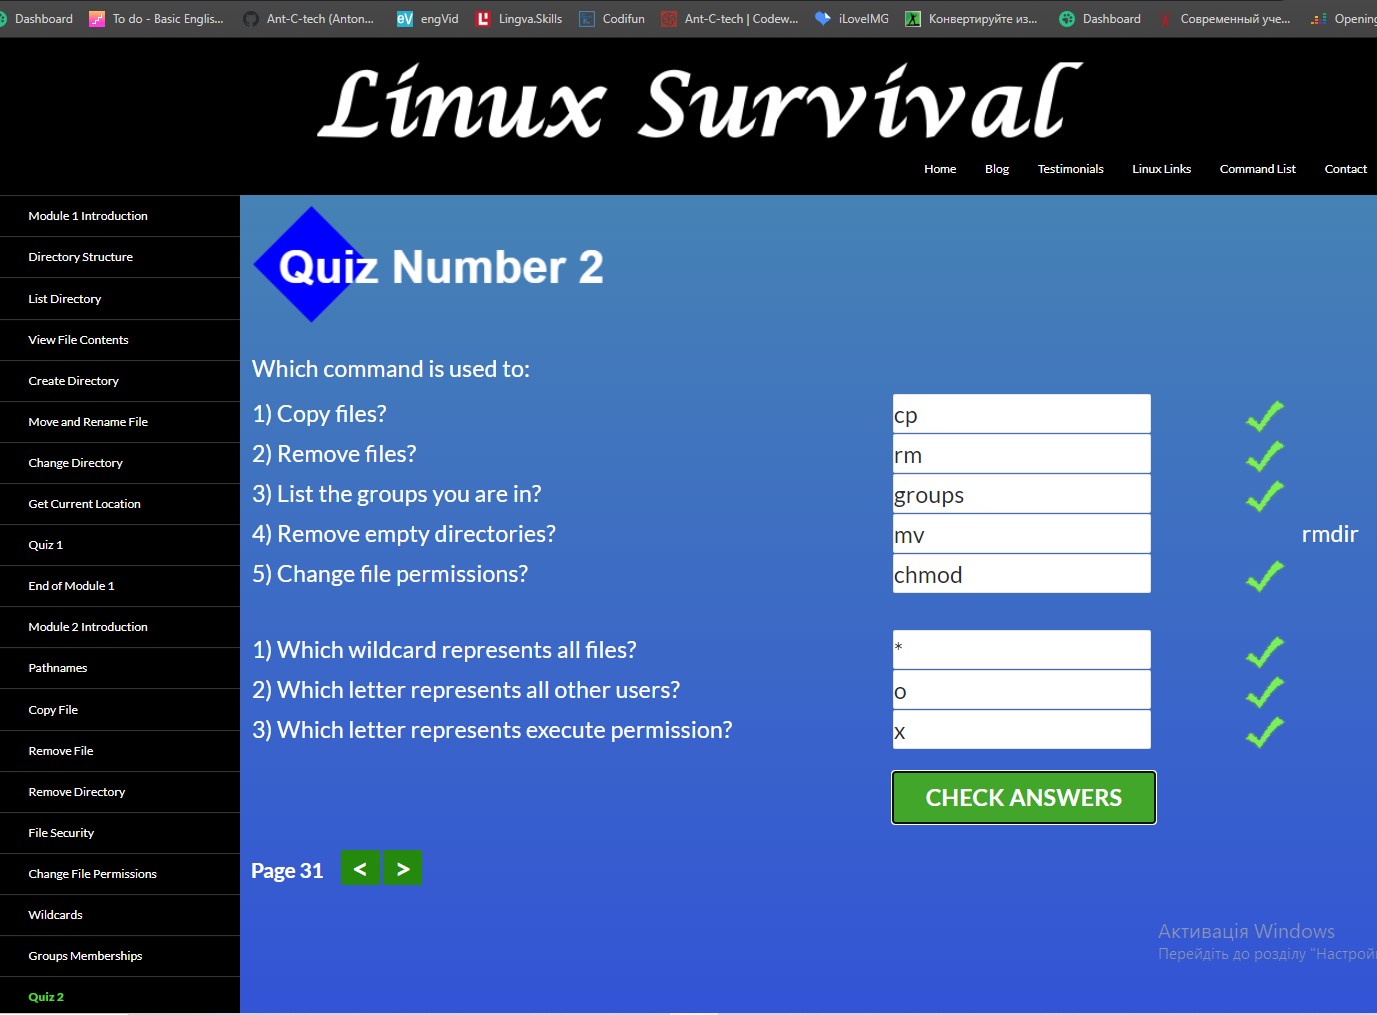 Dashboard To do - Basic Englis... Ant-C-tech (Anton... engVid Lingva.Skills Codifun Ant-C-tech | Codew... iLoveIMG Конвертируйте из... Dashboard Современный уче... Opening
Linux Survival
Home Blog Testimonials Linux Links Command List Contact
Module 1 Introduction
Directory Structure
List Directory
View File Contents
Create Directory
Move and Rename File
Change Directory
Get Current Location
Quiz 1
End of Module 1
Module 2 Introduction
Pathnames
Copy File
Remove File
Remove Directory
File Security
Change File Permissions
Wildcards
Groups Memberships
Quiz 2
Quiz Number 2
Which command is used to:
1) Copy files? cp
2) Remove files? rm
3) List the groups you are in? groups
4) Remove empty directories? mv rmdir
5) Change file permissions? chmod
1) Which wildcard represents all files? *
2) Which letter represents all other users? o
3) Which letter represents execute permission? x
CHECK ANSWERS
Page 31 < >
Активація Windows
Перейдіть до розділу "Настрой